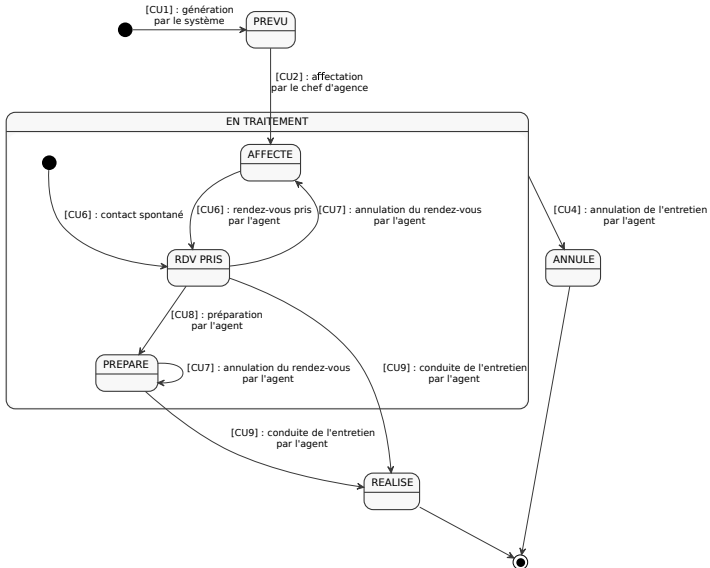 [CU1] : génération
par le système
PREVU
[CU2] : affectation
par le chef d'agence
EN TRAITEMENT
AFFECTE
[CU6] : contact spontané
[CU6] : rendez-vous pris
par l'agent
[CU7] : annulation du rendez-vous
par l'agent
[CU4] : annulation de l'entretien
par l'agent
RDV PRIS
ANNULE
[CU8] : préparation
par l'agent
PREPARE
[CU7] : annulation du rendez-vous
par l'agent
[CU9] : conduite de l'entretien
par l'agent
[CU9] : conduite de l'entretien
par l'agent
REALISE